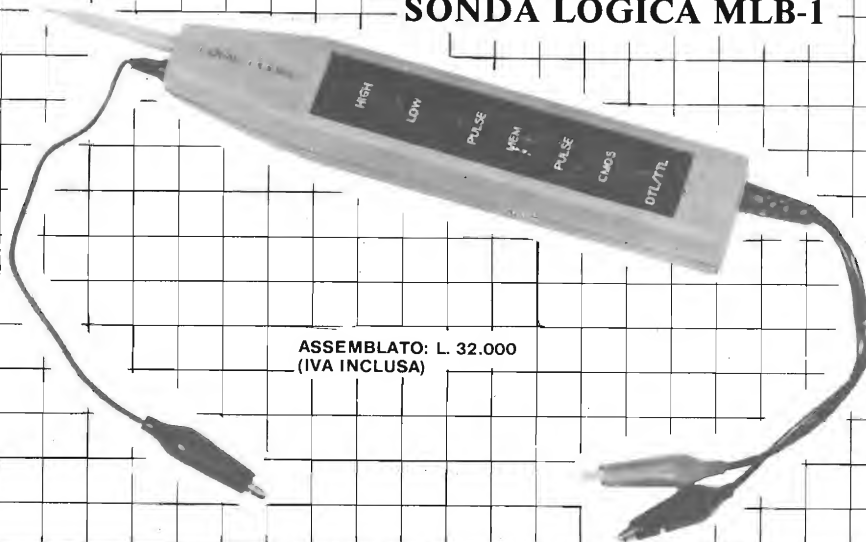 SONDA LOGICA MLB-1
HIGH
LOW
PULSE
MEM
PULSE
CMOS
DTL/TTL
ASSEMBLATO: L. 32.000
(IVA INCLUSA)